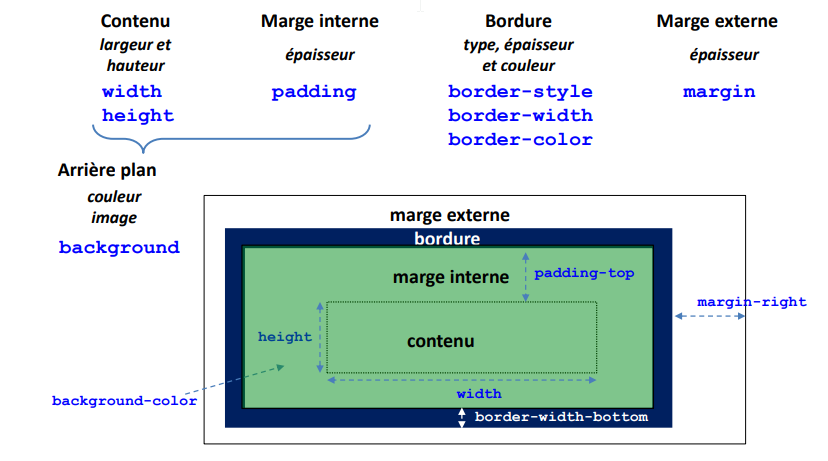 Contenu
largeur et
hauteur
width
height
Marge interne
épaisseur
padding
Bordure
type, épaisseur
et couleur
border-style
border-width
border-color
Marge externe
épaisseur
margin
Arrière plan
couleur
image
background
marge externe
bordure
marge interne
padding-top
margin-right
height
contenu
width
background-color
border-width-bottom